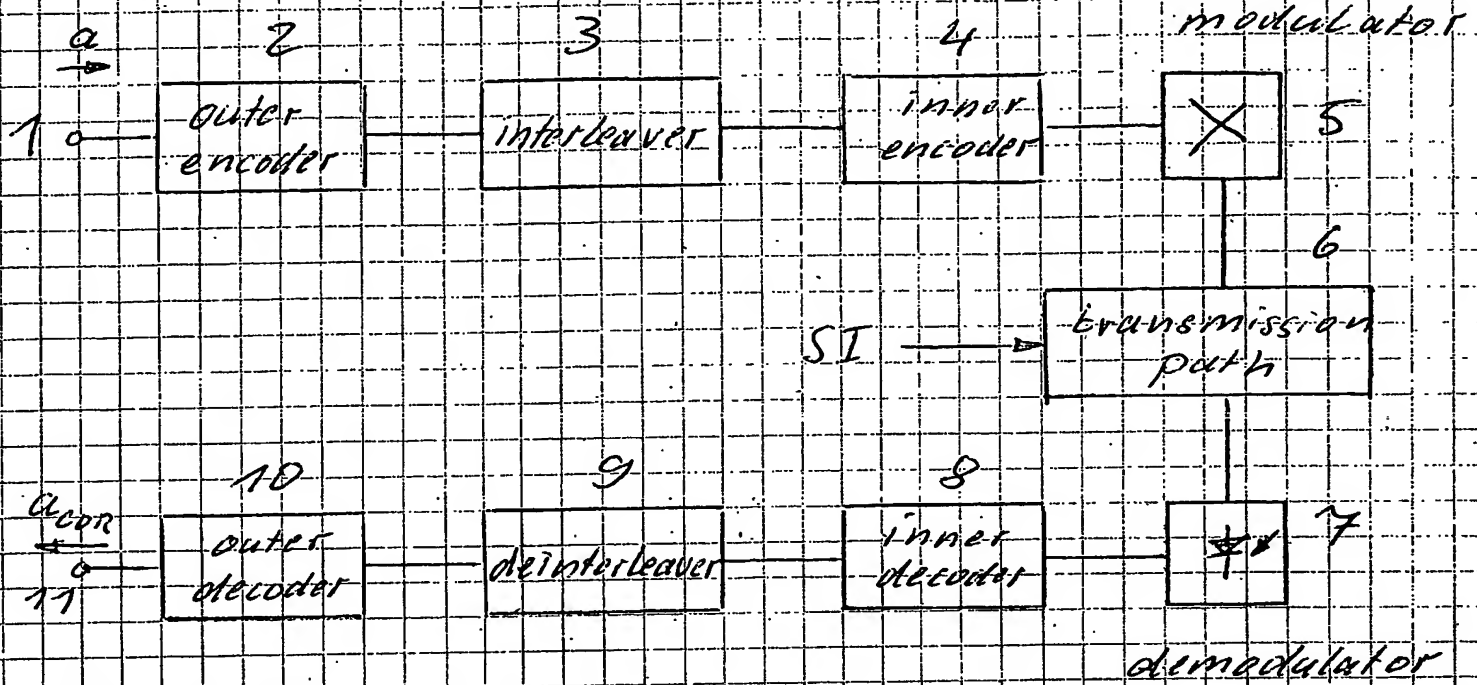 modulator
a
2
3
4
1
outer
encoder
interleaver
inner
encoder
5
6
SI
transmission
path
10
9
8
aCOR
11
outer
decoder
deinterleaver
inner
decoder
7
demodulator